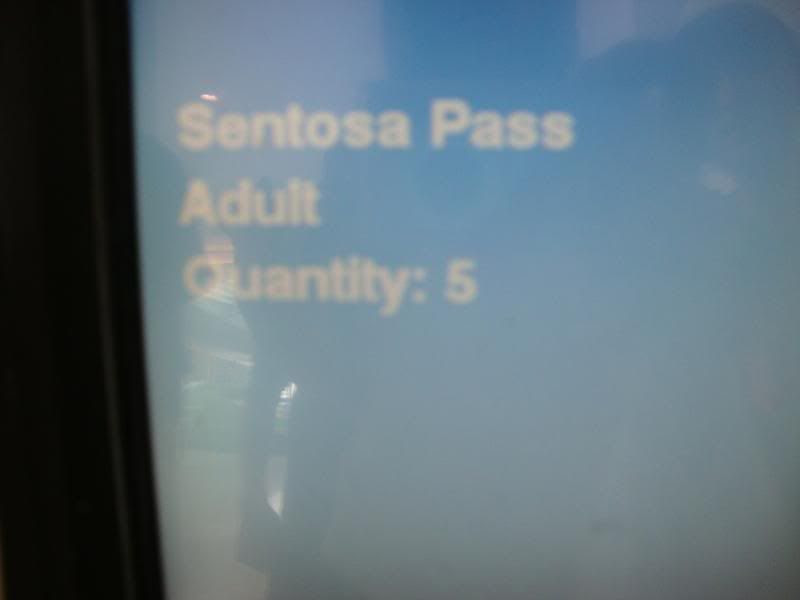 Sentosa Pass
Adult
Quantity: 5